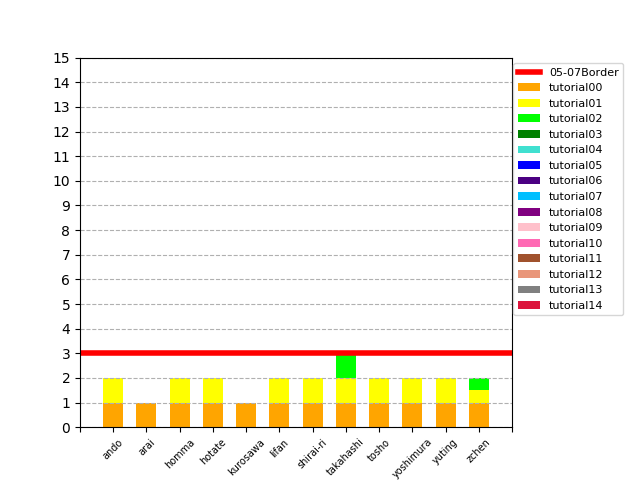 15
14
13
12
11
10
9
8
7
6
5
4
3
2
1
0
ando
arai
homma
hotate
kurosawa
lifan
shirai-ri
takahashi
tosho
yoshimura
yuting
zchen
05-07Border
tutorial00
tutorial01
tutorial02
tutorial03
tutorial04
tutorial05
tutorial06
tutorial07
tutorial08
tutorial09
tutorial10
tutorial11
tutorial12
tutorial13
tutorial14